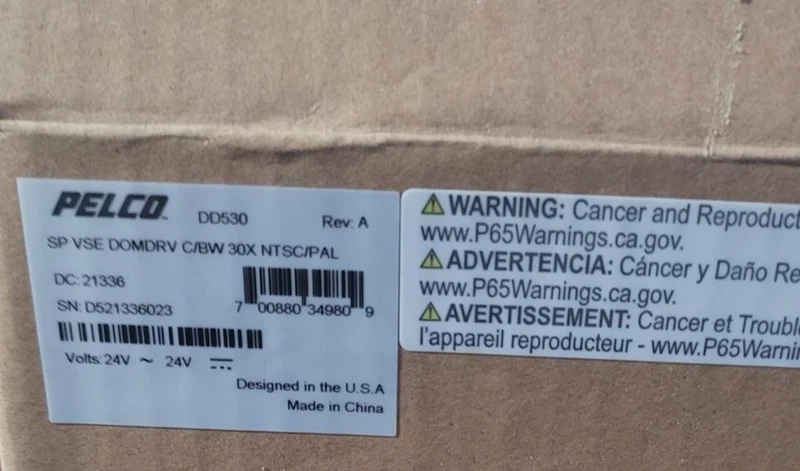 PELCO. DD530 Rev: A
SP VSE DOMDRV C/BW 30X NTSC/PAL
DC: 21336
SN: D521336023
7 00880 34980 9
Volts: 24V ~ 24V ⎓
Designed in the U.S.A
Made in China
⚠WARNING: Cancer and Reproduct
www.P65Warnings.ca.gov.
⚠ADVERTENCIA: Cáncer y Daño Re
www.P65Warnings.ca.gov.
⚠AVERTISSEMENT: Cancer et Troubl
l'appareil reproducteur - www.P65Warni